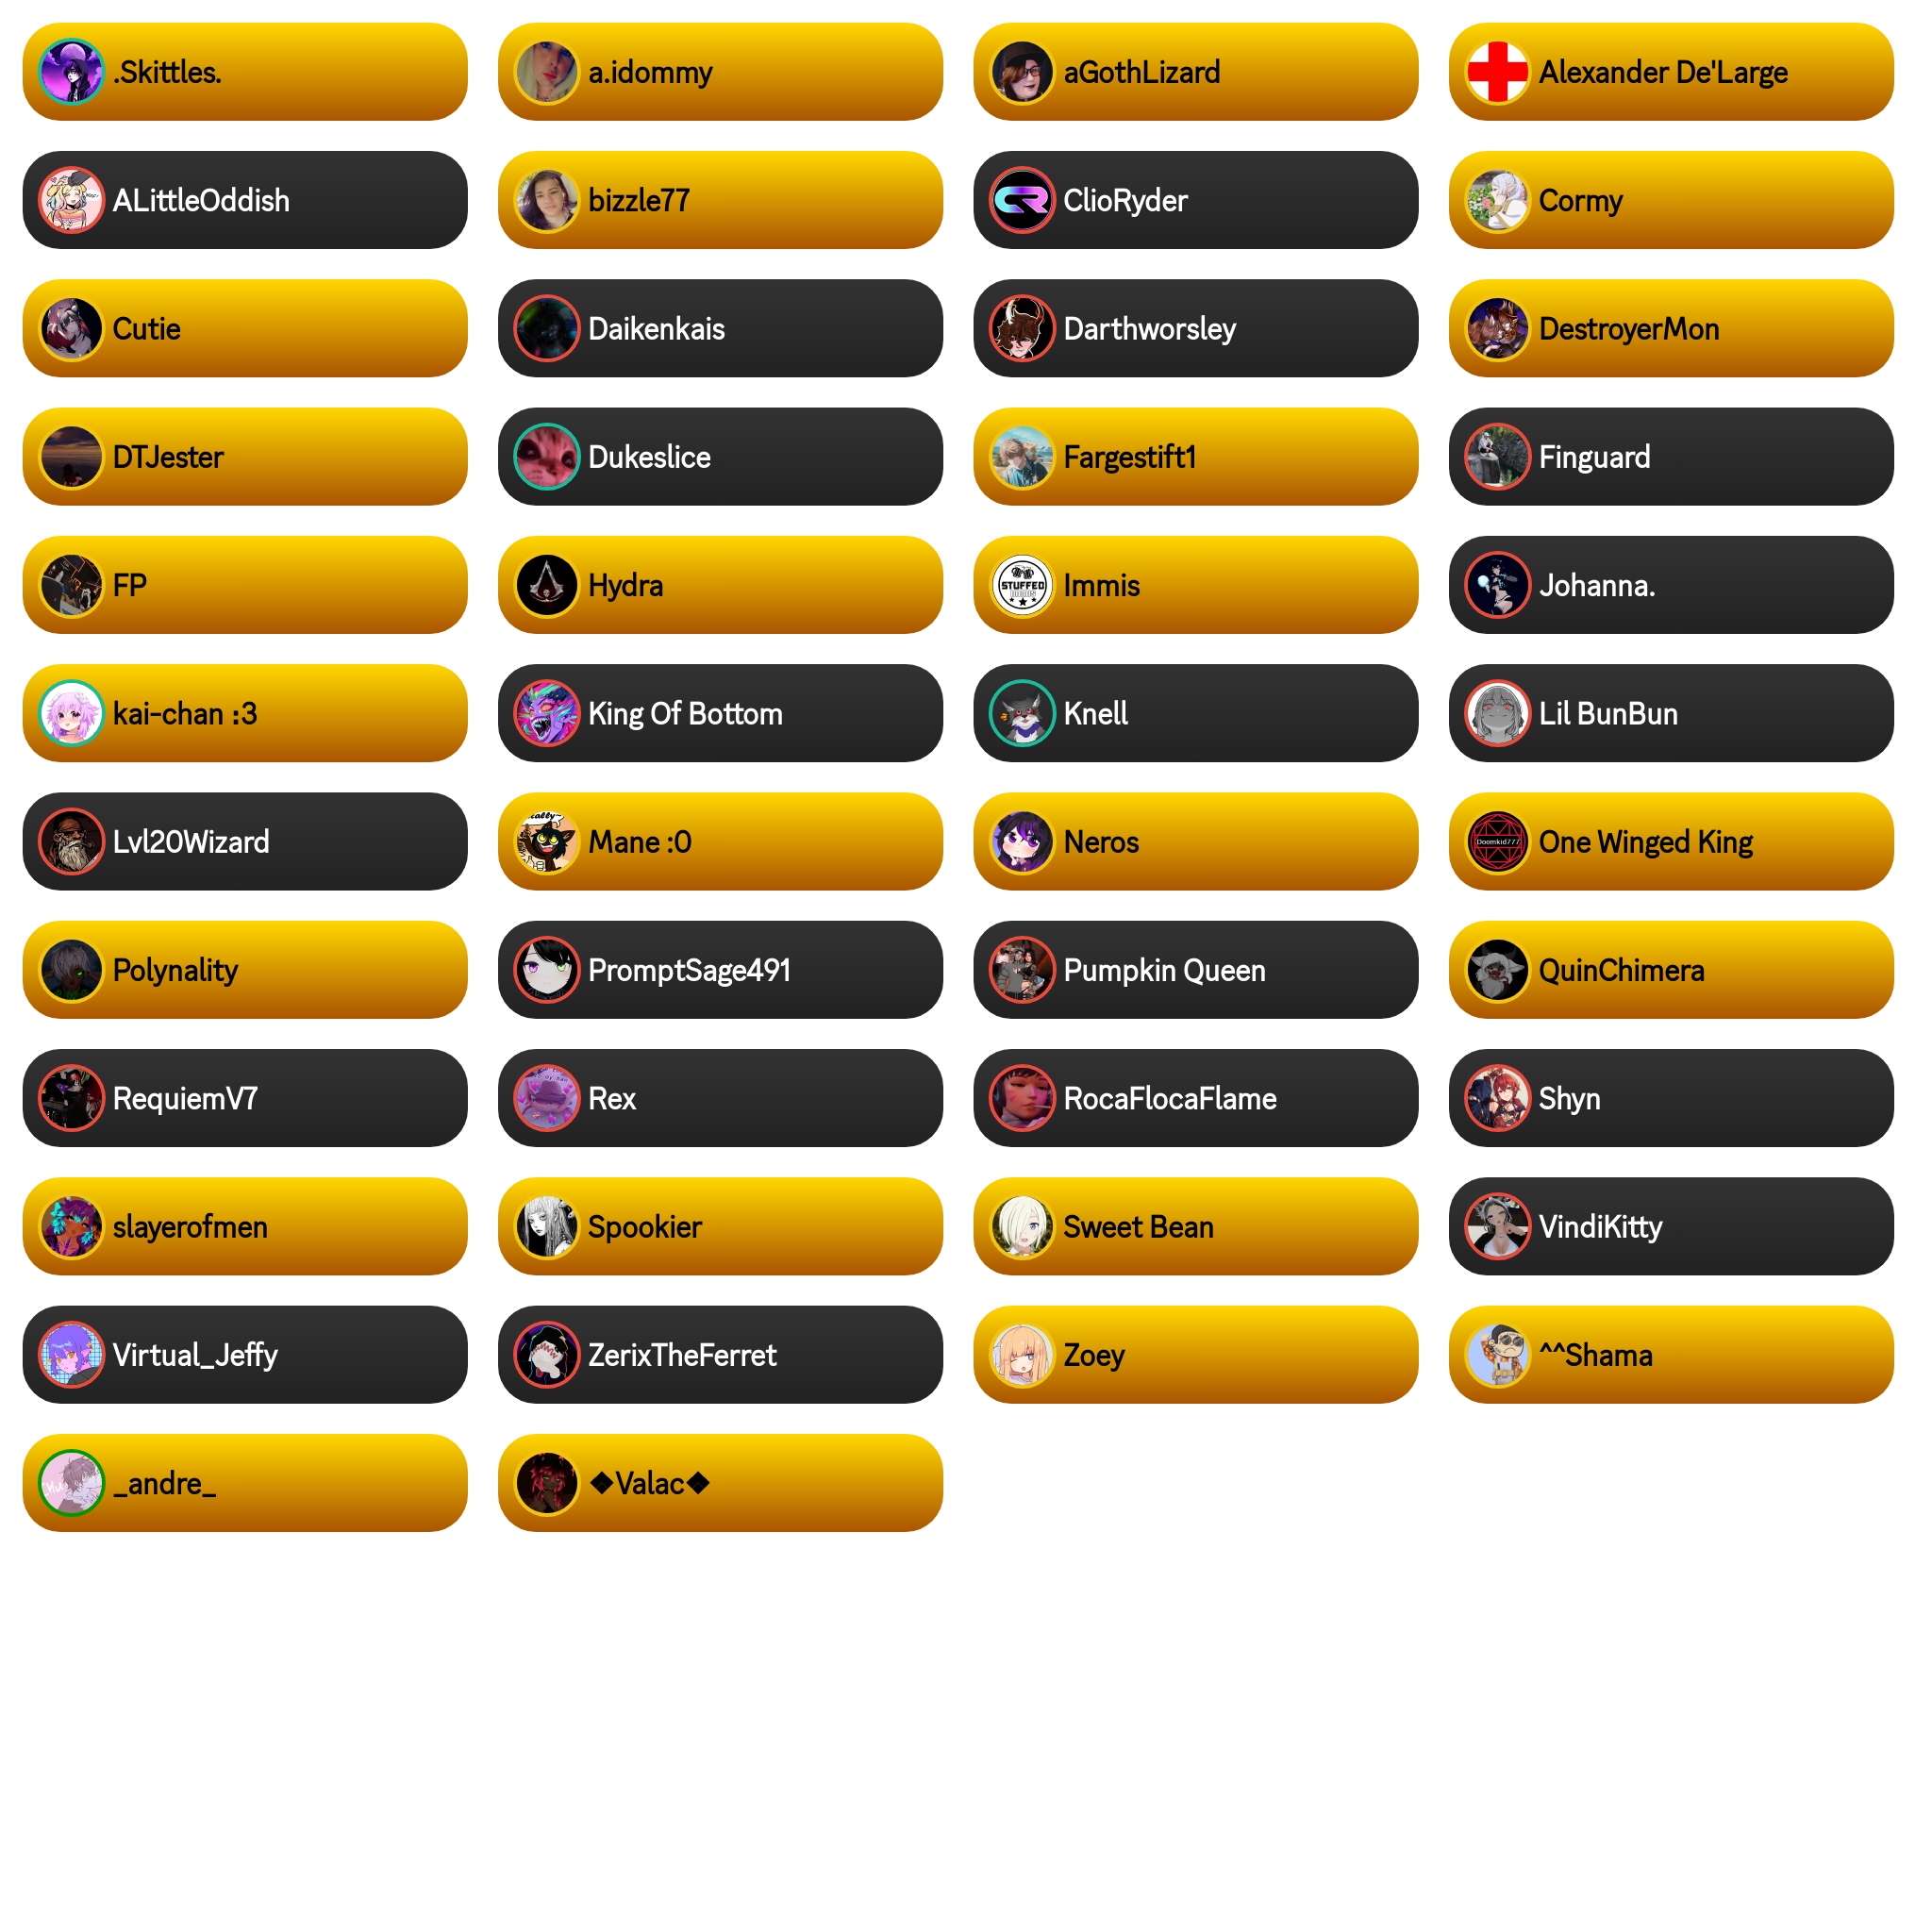 .Skittles.
a.idommy
aGothLizard
Alexander De'Large
ALittleOddish
bizzle77
ClioRyder
Cormy
Cutie
Daikenkais
Darthworsley
DestroyerMon
DTJester
Dukeslice
Fargestift1
Finguard
FP
Hydra
STUFFED
Immis
Johanna.
kai-chan :3
King Of Bottom
Knell
Lil BunBun
Lvl20Wizard
Mane :0
Neros
Doomkid777
One Winged King
Polynality
PromptSage491
Pumpkin Queen
QuinChimera
RequiemV7
Rex
RocaFlocaFlame
Shyn
slayerofmen
Spookier
Sweet Bean
VindiKitty
Virtual_Jeffy
ZerixTheFerret
Zoey
^^Shama
_andre_
◆Valac◆